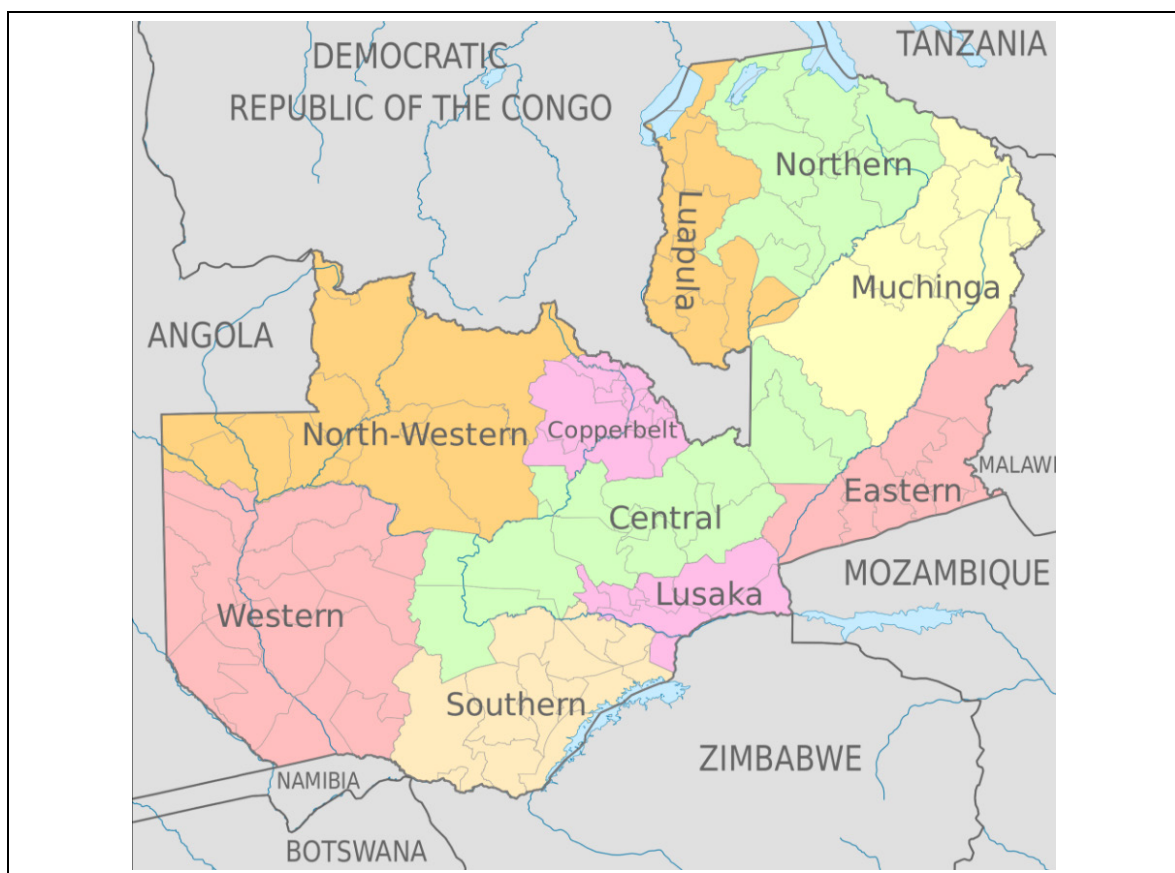 DEMOCRATIC
REPUBLIC OF THE CONGO
TANZANIA
Northern
Luapula
Muchinga
ANGOLA
North-Western
Copperbelt
MALAWI
Eastern
Central
MOZAMBIQUE
Lusaka
Western
Southern
ZIMBABWE
NAMIBIA
BOTSWANA